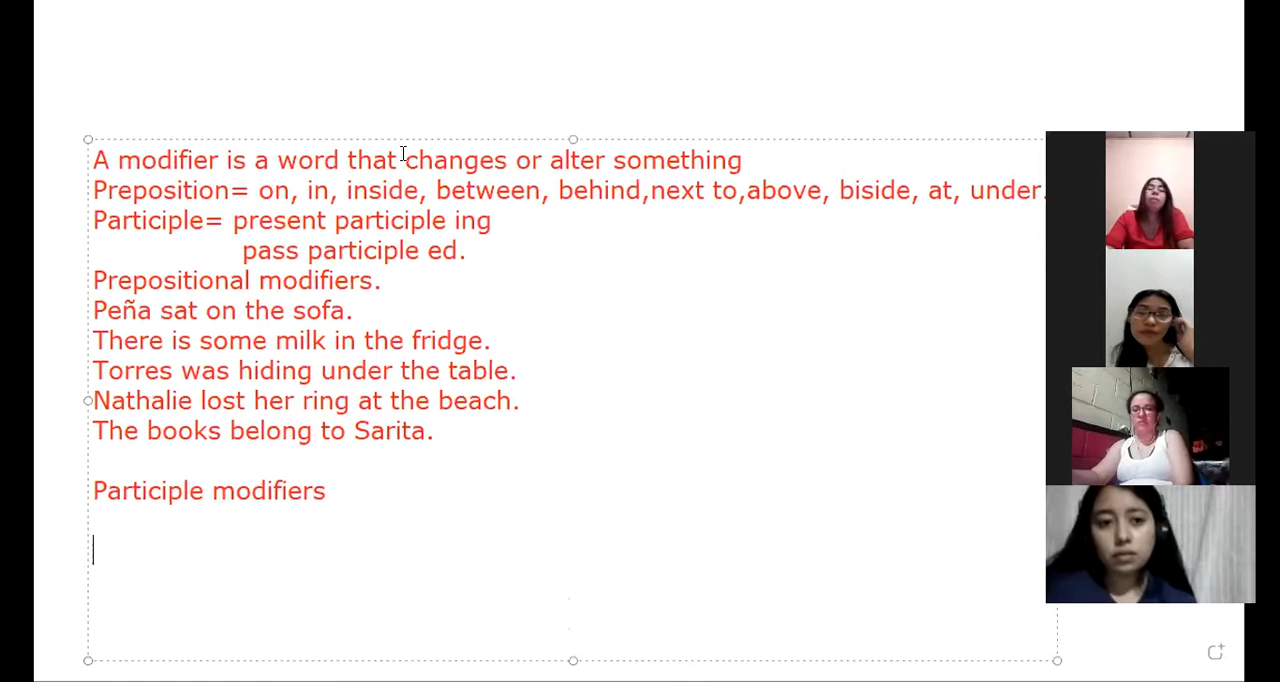 A modifier is a word that changes or alter something
Preposition= on, in, inside, between, behind,next to,above, biside, at, under.
Participle= present participle ing
pass participle ed.
Prepositional modifiers.
Peña sat on the sofa.
There is some milk in the fridge.
Torres was hiding under the table.
Nathalie lost her ring at the beach.
The books belong to Sarita.
Participle modifiers